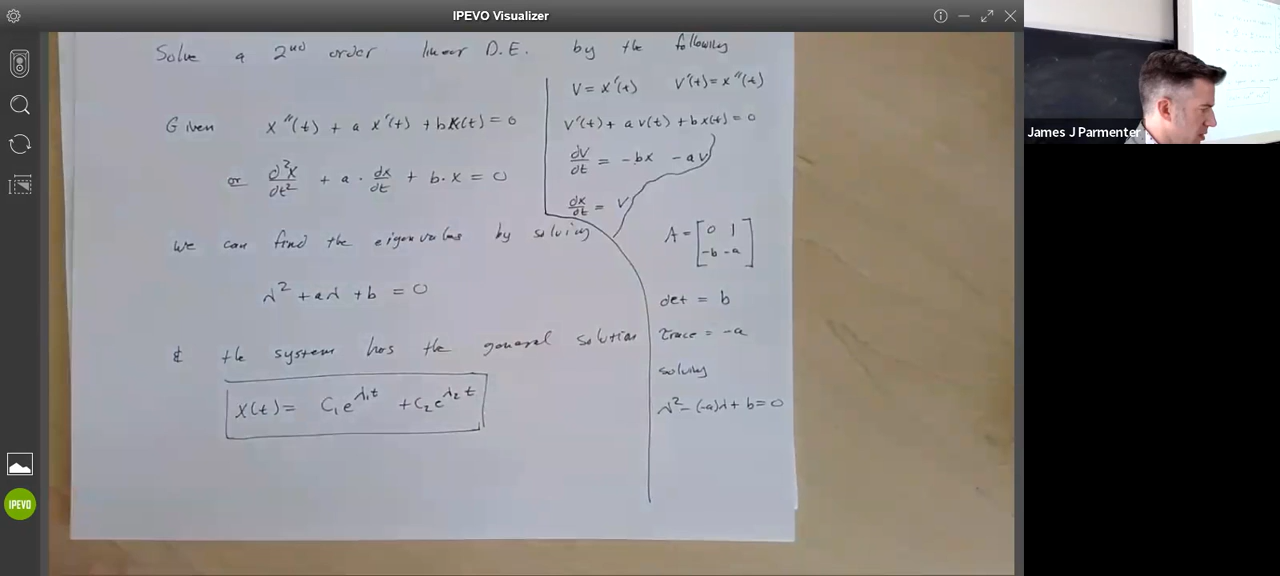 IPEVO Visualizer
Solve a 2nd order linear D.E. by the following
Given x''(t) + a x'(t) + b x(t) = 0
or d²x/dt² + a · dx/dt + b · x = 0
we can find the eigenvalues by solving
λ² + aλ + b = 0
& the system has the general solution
x(t) = C₁e^λ₁t + C₂e^λ₂t
v = x'(t) v'(t) = x''(t)
v'(t) + a v(t) + b x(t) = 0
dv/dt = -bx - av
dx/dt = v
A = [0 1
-b -a]
det = b
trace = -a
solving
λ² - (-a)λ + b = 0
IPEVO
James J Parmenter